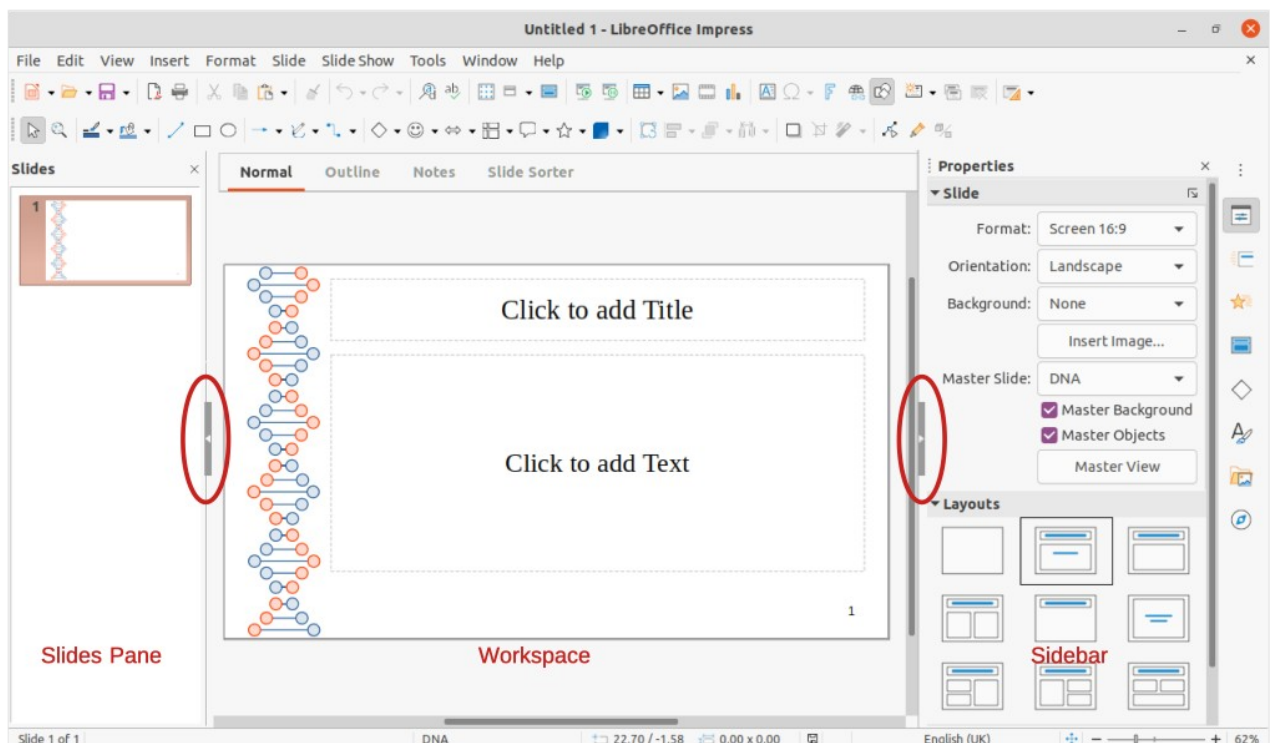 Untitled 1 - LibreOffice Impress
File Edit View Insert Format Slide Slide Show Tools Window Help
Slides
1
Normal Outline Notes Slide Sorter
Click to add Title
Click to add Text
1
Slides Pane
Workspace
Properties
Slide
Format: Screen 16:9
Orientation: Landscape
Background: None
Insert Image...
Master Slide: DNA
Master Background
Master Objects
Master View
Layouts
Sidebar
Slide 1 of 1 DNA 22.70 / -1.58 0.00 x 0.00 English (UK) 62%